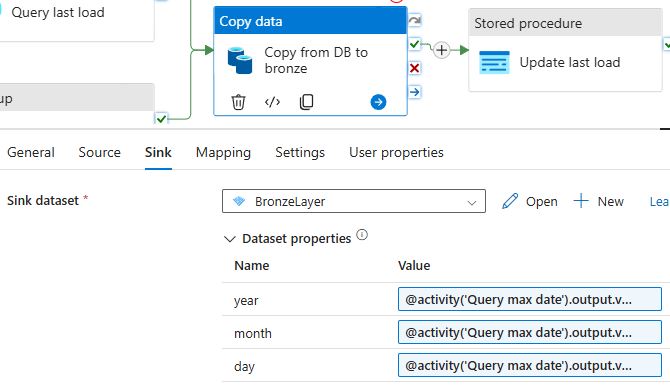 Query last load
Copy data
Copy from DB to
bronze
Stored procedure
Update last load
up
General Source Sink Mapping Settings User properties
Sink dataset *
BronzeLayer
Open
New
Lea
Dataset properties
Name Value
year @activity('Query max date').output.v...
month @activity('Query max date').output.v...
day @activity('Query max date').output.v...